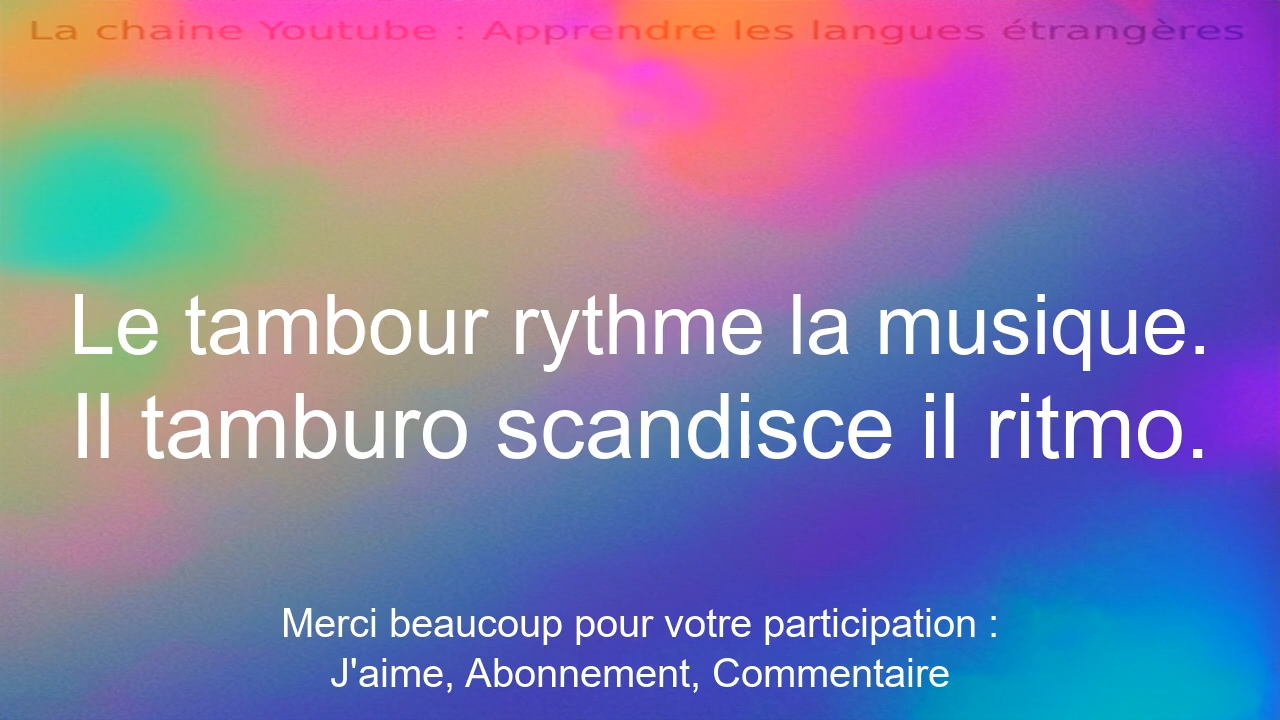 La chaine Youtube : Apprendre les langues étrangères
Le tambour rythme la musique.
Il tamburo scandisce il ritmo.
Merci beaucoup pour votre participation :
J'aime, Abonnement, Commentaire